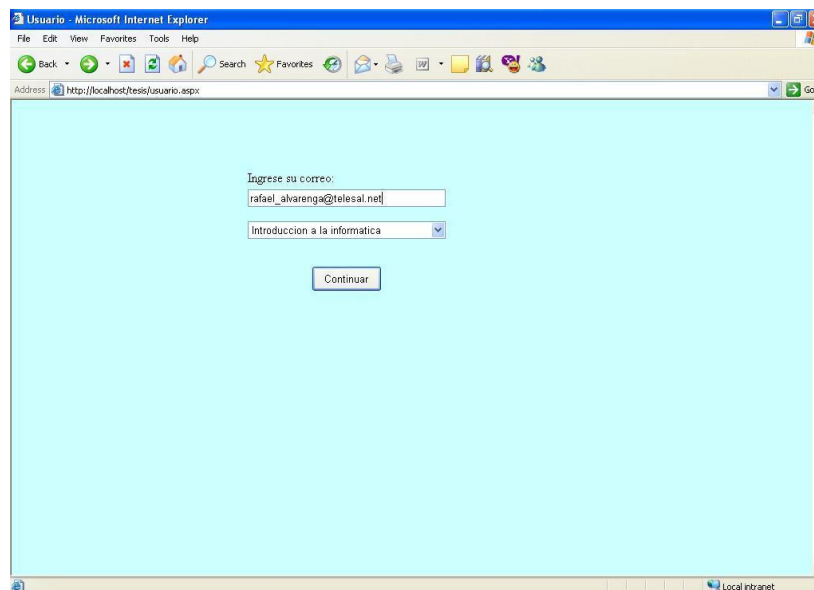 Usuario - Microsoft Internet Explorer
File Edit View Favorites Tools Help
Back Search Favorites
Address http://localhost/tesis/usuario.aspx Go
Ingrese su correo:
rafael_alvarenga@telesal.net
Introduccion a la informatica
Continuar
Local intranet